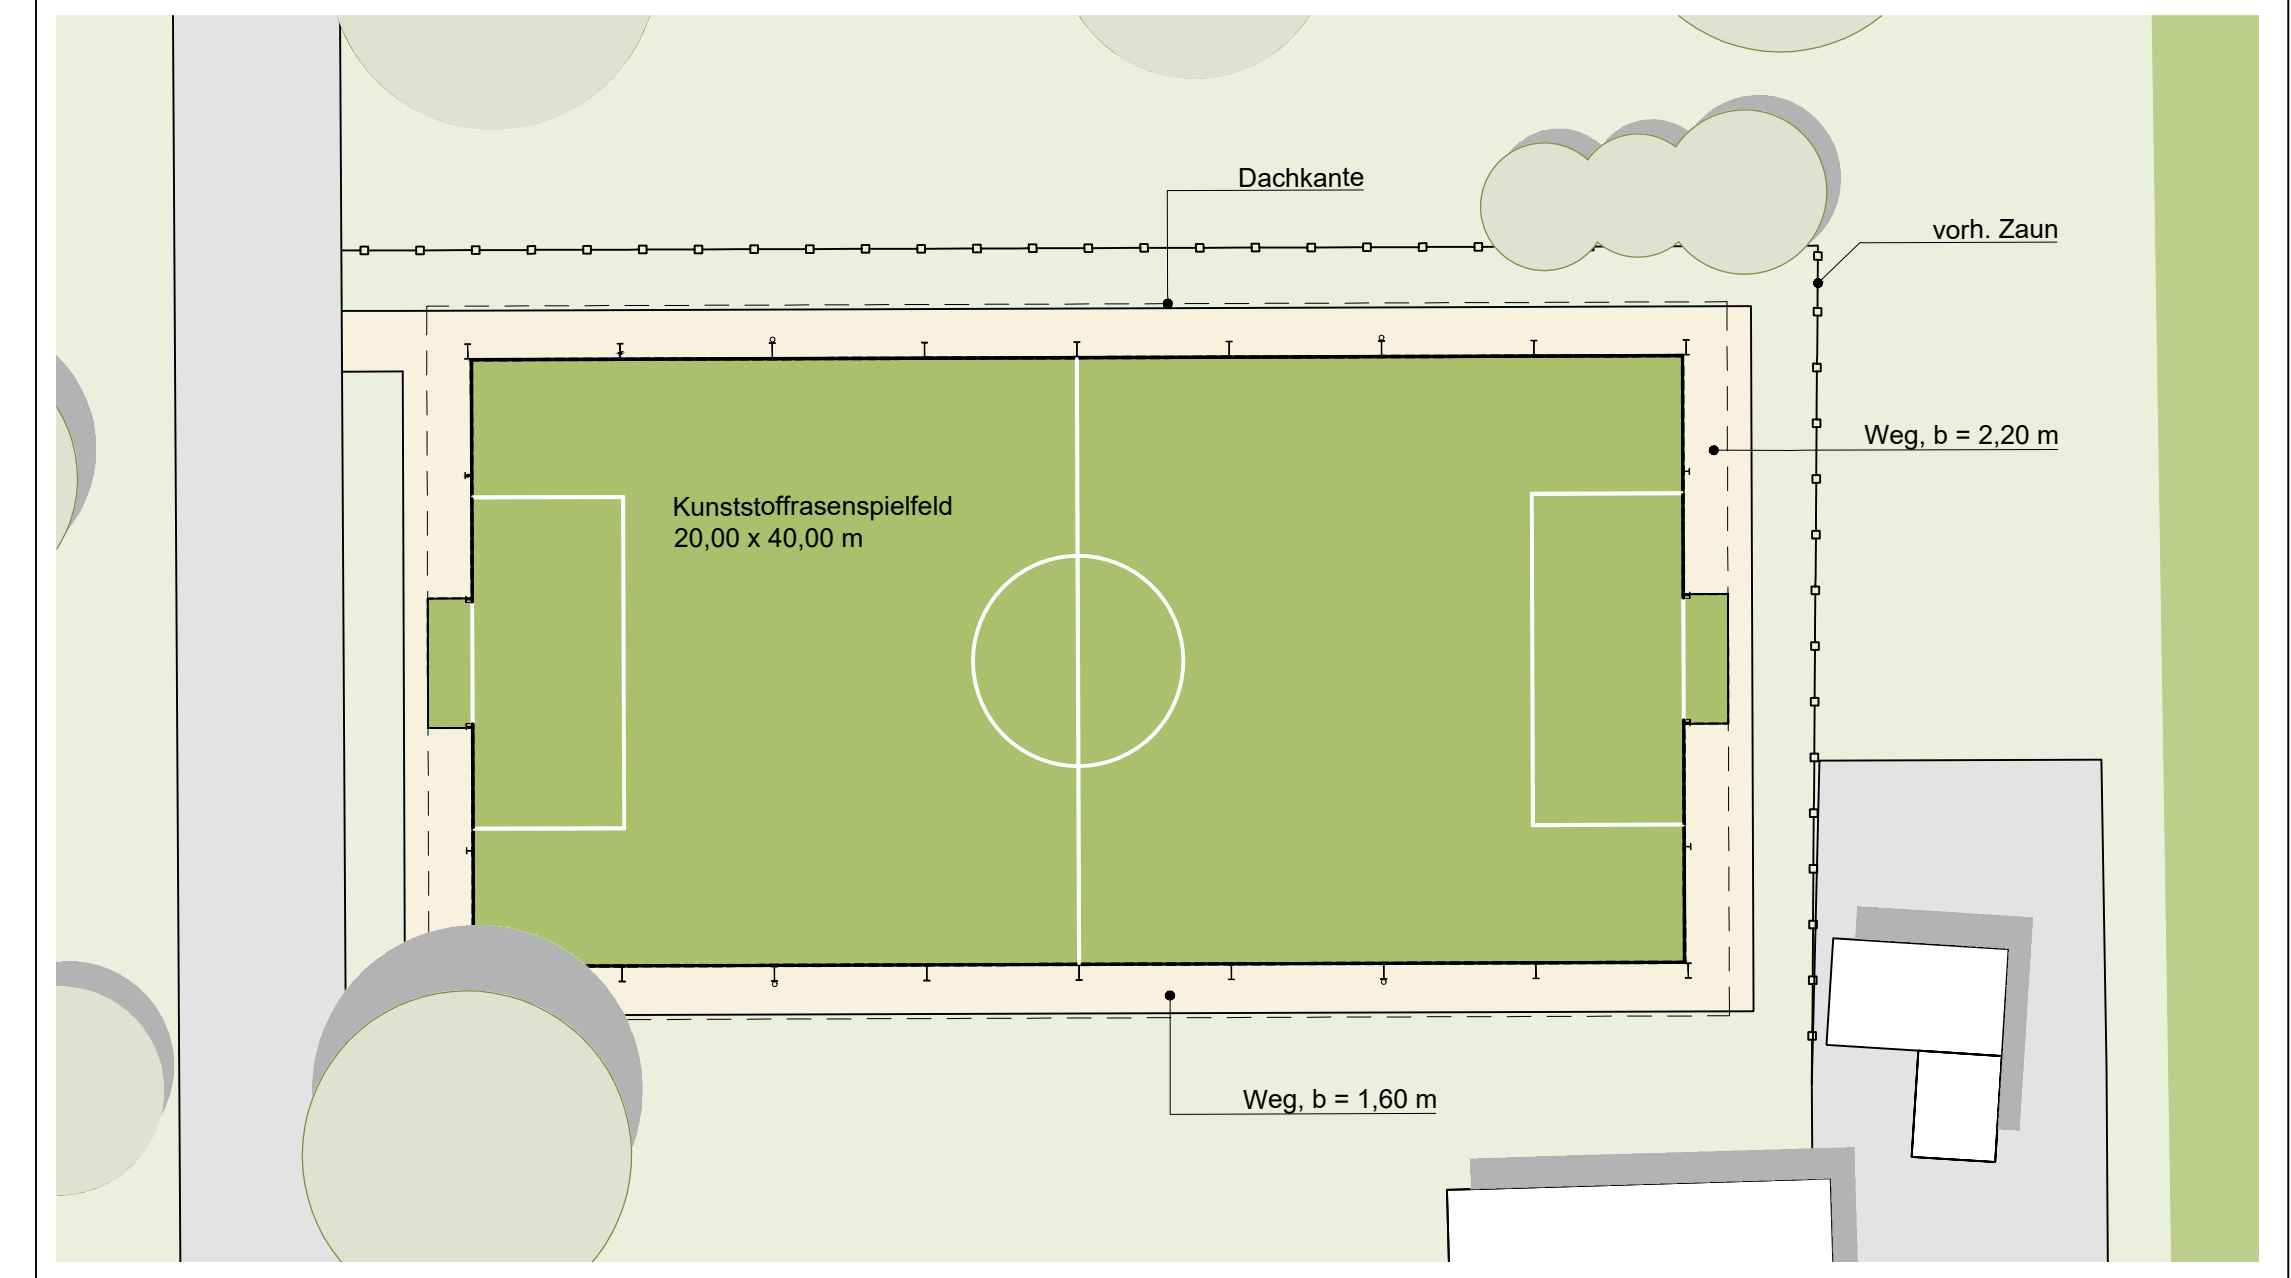 Dachkante
vorh. Zaun
Weg, b = 2,20 m
Kunststoffrasenspielfeld
20,00 x 40,00 m
Weg, b = 1,60 m